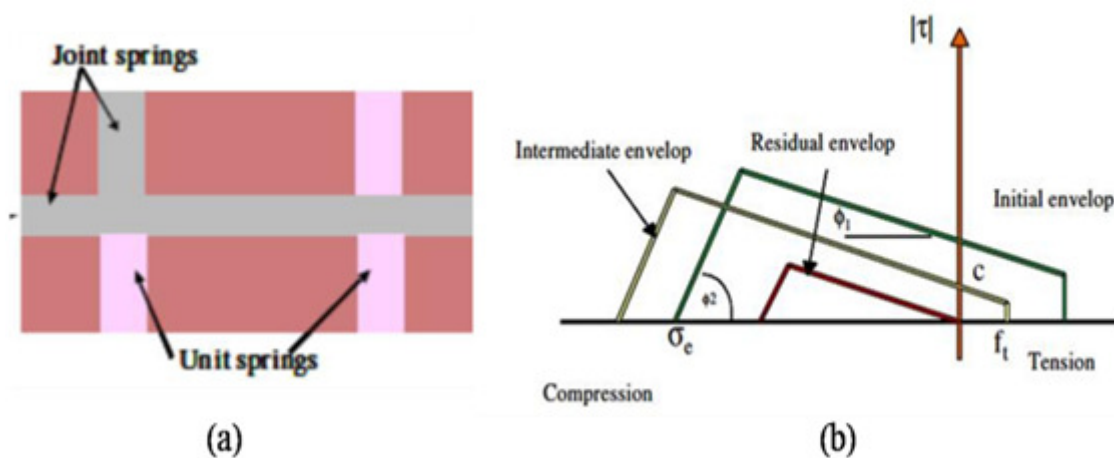 Joint springs
Unit springs
(a)
|τ|
Intermediate envelop
Residual envelop
Initial envelop
ϕ1
c
ϕ2
σe
ft
Tension
Compression
(b)